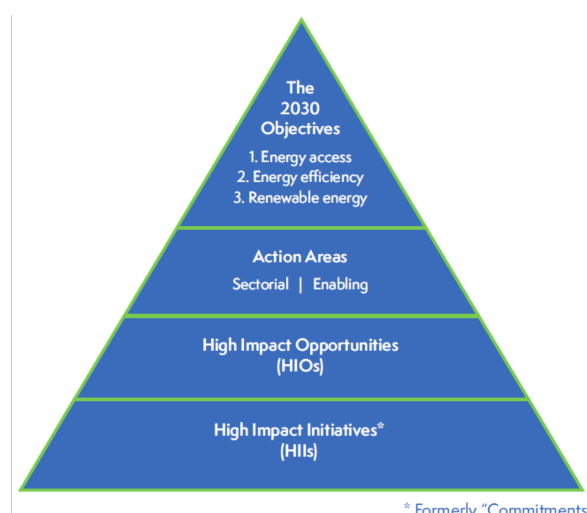 The
2030
Objectives
1. Energy access
2. Energy efficiency
3. Renewable energy
Action Areas
Sectorial | Enabling
High Impact Opportunities
(HIOs)
High Impact Initiatives*
(HIIs)
* Formerly “Commitments